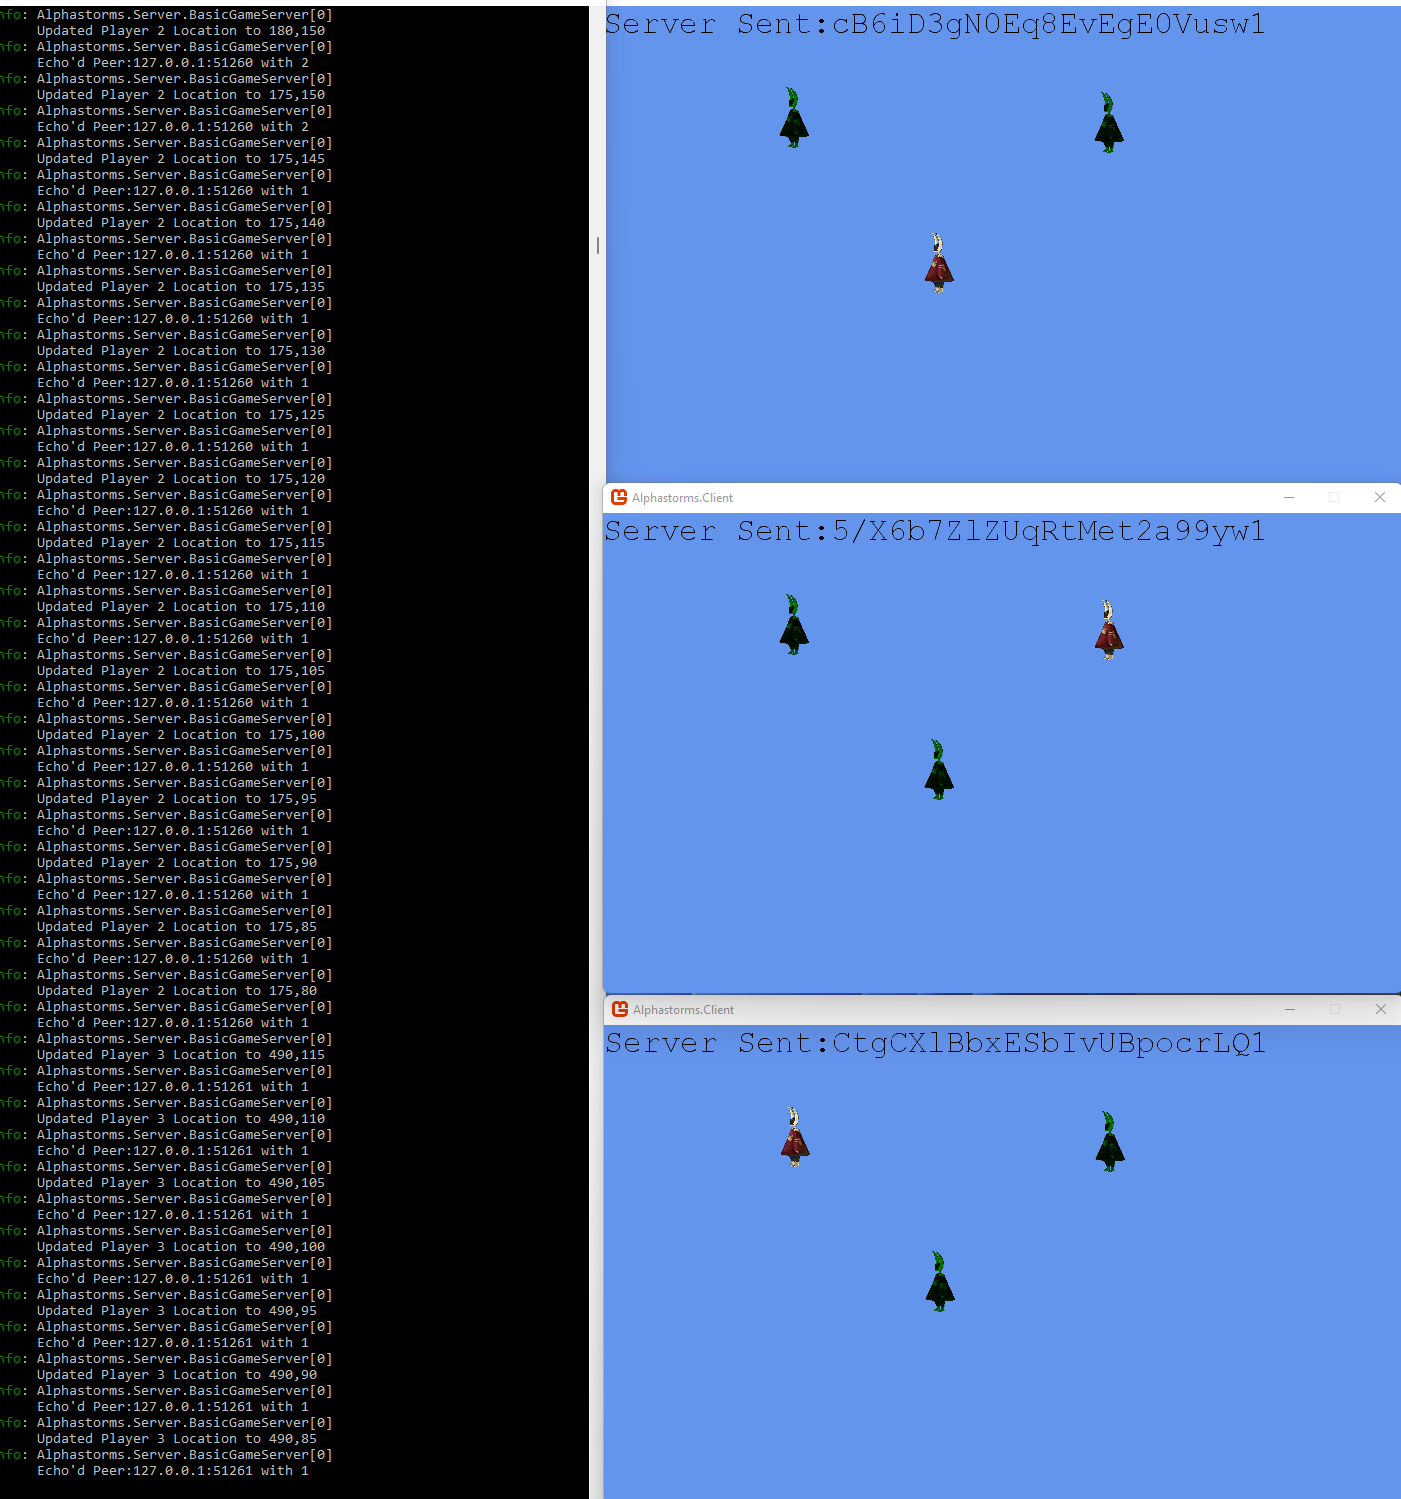 nfo: Alphastorms.Server.BasicGameServer[0]
Updated Player 2 Location to 180,150
nfo: Alphastorms.Server.BasicGameServer[0]
Echo'd Peer:127.0.0.1:51260 with 2
nfo: Alphastorms.Server.BasicGameServer[0]
Updated Player 2 Location to 175,150
nfo: Alphastorms.Server.BasicGameServer[0]
Echo'd Peer:127.0.0.1:51260 with 2
nfo: Alphastorms.Server.BasicGameServer[0]
Updated Player 2 Location to 175,145
nfo: Alphastorms.Server.BasicGameServer[0]
Echo'd Peer:127.0.0.1:51260 with 1
nfo: Alphastorms.Server.BasicGameServer[0]
Updated Player 2 Location to 175,140
nfo: Alphastorms.Server.BasicGameServer[0]
Echo'd Peer:127.0.0.1:51260 with 1
nfo: Alphastorms.Server.BasicGameServer[0]
Updated Player 2 Location to 175,135
nfo: Alphastorms.Server.BasicGameServer[0]
Echo'd Peer:127.0.0.1:51260 with 1
nfo: Alphastorms.Server.BasicGameServer[0]
Updated Player 2 Location to 175,130
nfo: Alphastorms.Server.BasicGameServer[0]
Echo'd Peer:127.0.0.1:51260 with 1
nfo: Alphastorms.Server.BasicGameServer[0]
Updated Player 2 Location to 175,125
nfo: Alphastorms.Server.BasicGameServer[0]
Echo'd Peer:127.0.0.1:51260 with 1
nfo: Alphastorms.Server.BasicGameServer[0]
Updated Player 2 Location to 175,120
nfo: Alphastorms.Server.BasicGameServer[0]
Echo'd Peer:127.0.0.1:51260 with 1
nfo: Alphastorms.Server.BasicGameServer[0]
Updated Player 2 Location to 175,115
nfo: Alphastorms.Server.BasicGameServer[0]
Echo'd Peer:127.0.0.1:51260 with 1
nfo: Alphastorms.Server.BasicGameServer[0]
Updated Player 2 Location to 175,110
nfo: Alphastorms.Server.BasicGameServer[0]
Echo'd Peer:127.0.0.1:51260 with 1
nfo: Alphastorms.Server.BasicGameServer[0]
Updated Player 2 Location to 175,105
nfo: Alphastorms.Server.BasicGameServer[0]
Echo'd Peer:127.0.0.1:51260 with 1
nfo: Alphastorms.Server.BasicGameServer[0]
Updated Player 2 Location to 175,100
nfo: Alphastorms.Server.BasicGameServer[0]
Echo'd Peer:127.0.0.1:51260 with 1
nfo: Alphastorms.Server.BasicGameServer[0]
Updated Player 2 Location to 175,95
nfo: Alphastorms.Server.BasicGameServer[0]
Echo'd Peer:127.0.0.1:51260 with 1
nfo: Alphastorms.Server.BasicGameServer[0]
Updated Player 2 Location to 175,90
nfo: Alphastorms.Server.BasicGameServer[0]
Echo'd Peer:127.0.0.1:51260 with 1
nfo: Alphastorms.Server.BasicGameServer[0]
Updated Player 2 Location to 175,85
nfo: Alphastorms.Server.BasicGameServer[0]
Echo'd Peer:127.0.0.1:51260 with 1
nfo: Alphastorms.Server.BasicGameServer[0]
Updated Player 2 Location to 175,80
nfo: Alphastorms.Server.BasicGameServer[0]
Echo'd Peer:127.0.0.1:51260 with 1
nfo: Alphastorms.Server.BasicGameServer[0]
Updated Player 3 Location to 490,115
nfo: Alphastorms.Server.BasicGameServer[0]
Echo'd Peer:127.0.0.1:51261 with 1
nfo: Alphastorms.Server.BasicGameServer[0]
Updated Player 3 Location to 490,110
nfo: Alphastorms.Server.BasicGameServer[0]
Echo'd Peer:127.0.0.1:51261 with 1
nfo: Alphastorms.Server.BasicGameServer[0]
Updated Player 3 Location to 490,105
nfo: Alphastorms.Server.BasicGameServer[0]
Echo'd Peer:127.0.0.1:51261 with 1
nfo: Alphastorms.Server.BasicGameServer[0]
Updated Player 3 Location to 490,100
nfo: Alphastorms.Server.BasicGameServer[0]
Echo'd Peer:127.0.0.1:51261 with 1
nfo: Alphastorms.Server.BasicGameServer[0]
Updated Player 3 Location to 490,95
nfo: Alphastorms.Server.BasicGameServer[0]
Echo'd Peer:127.0.0.1:51261 with 1
nfo: Alphastorms.Server.BasicGameServer[0]
Updated Player 3 Location to 490,90
nfo: Alphastorms.Server.BasicGameServer[0]
Echo'd Peer:127.0.0.1:51261 with 1
nfo: Alphastorms.Server.BasicGameServer[0]
Updated Player 3 Location to 490,85
nfo: Alphastorms.Server.BasicGameServer[0]
Echo'd Peer:127.0.0.1:51261 with 1
Server Sent:cB6iD3gN0Eq8EvEgE0Vusw1
Alphastorms.Client
Server Sent:5/X6b7ZlZUqRtMet2a99yw1
Alphastorms.Client
Server Sent:CtgCXlBbxESbIvUBpocrLQ1